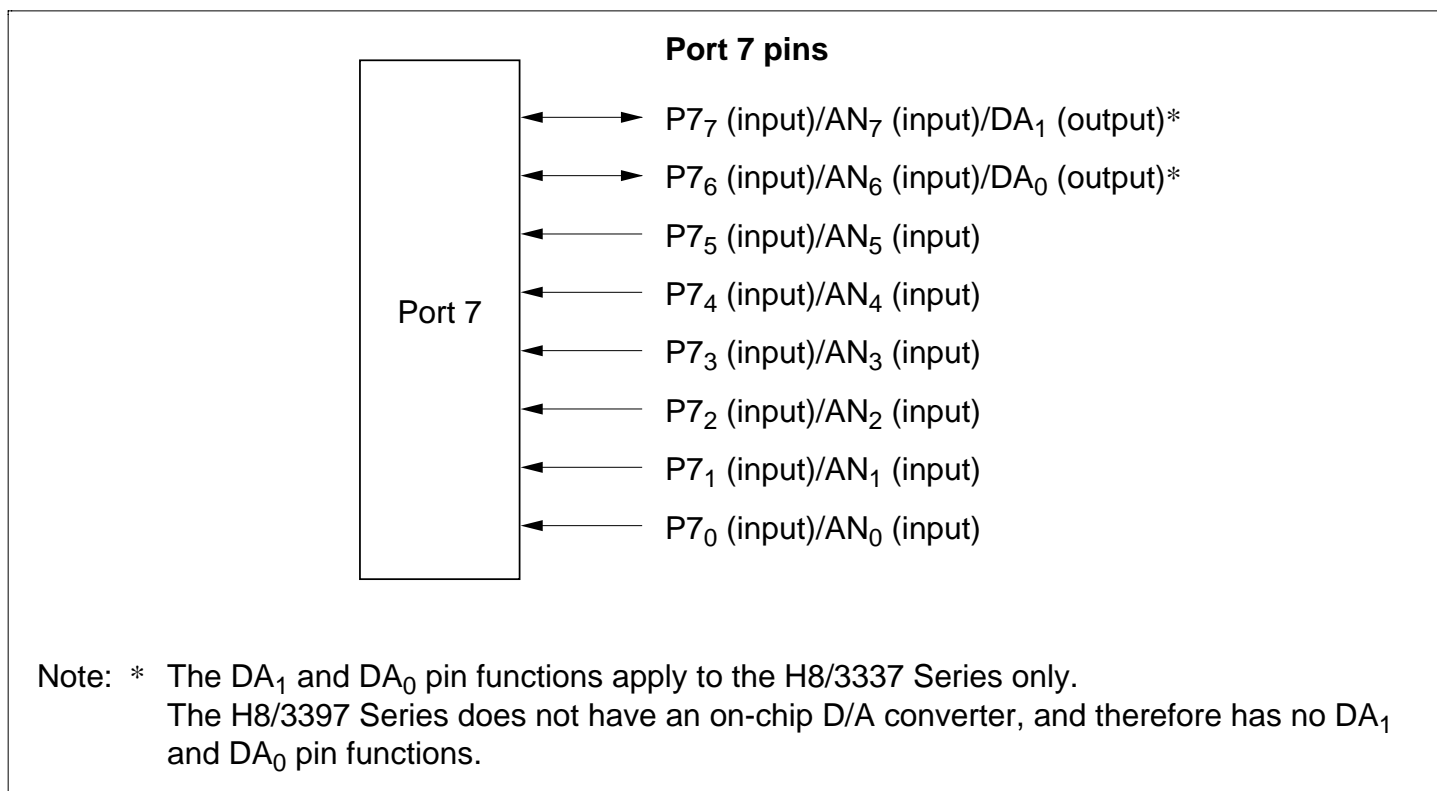 Port 7 pins
P7₇ (input)/AN₇ (input)/DA₁ (output)*
P7₆ (input)/AN₆ (input)/DA₀ (output)*
P7₅ (input)/AN₅ (input)
P7₄ (input)/AN₄ (input)
Port 7
P7₃ (input)/AN₃ (input)
P7₂ (input)/AN₂ (input)
P7₁ (input)/AN₁ (input)
P7₀ (input)/AN₀ (input)
Note: * The DA₁ and DA₀ pin functions apply to the H8/3337 Series only.
The H8/3397 Series does not have an on-chip D/A converter, and therefore has no DA₁
and DA₀ pin functions.